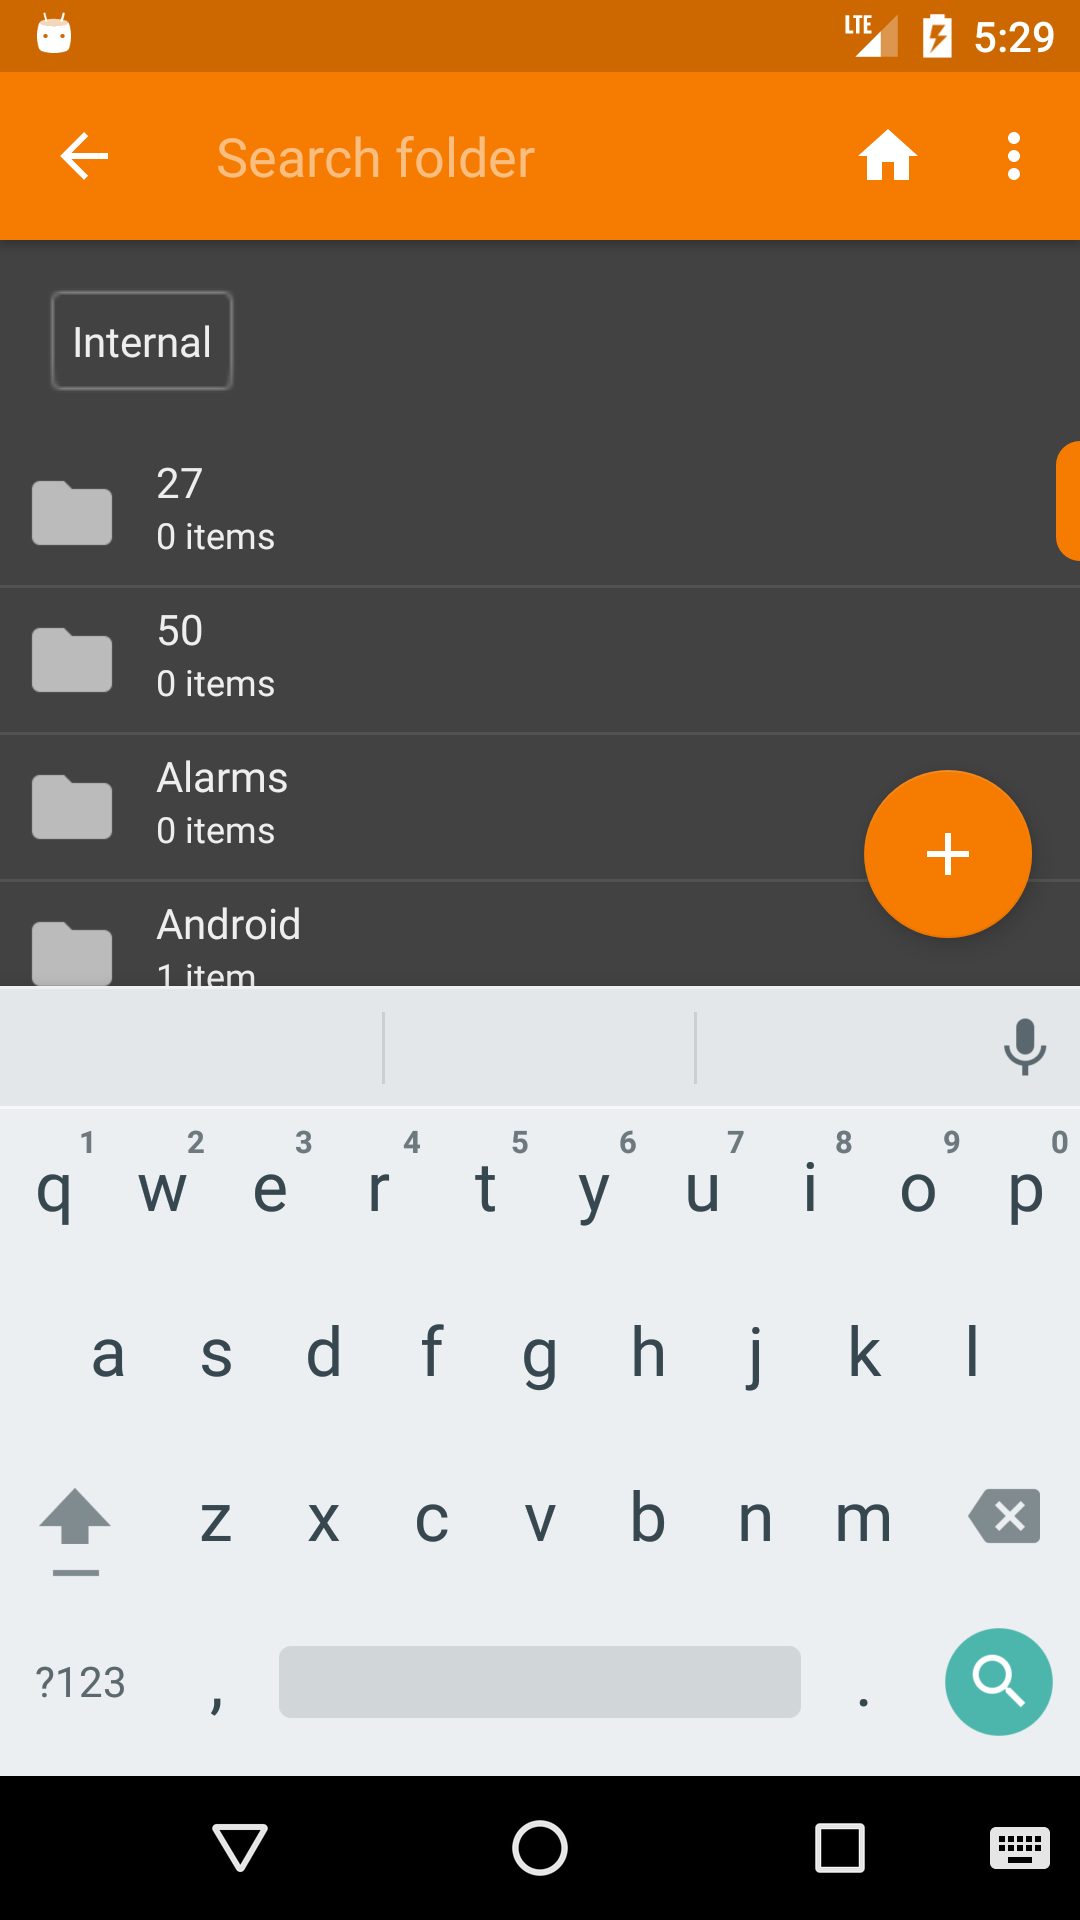 LTE 5:29
Search folder
Internal
27
0 items
50
0 items
Alarms
0 items
Android
1 item
1 2 3 4 5 6 7 8 9 0
q w e r t y u i o p
a s d f g h j k l
z x c v b n m
?123 , .